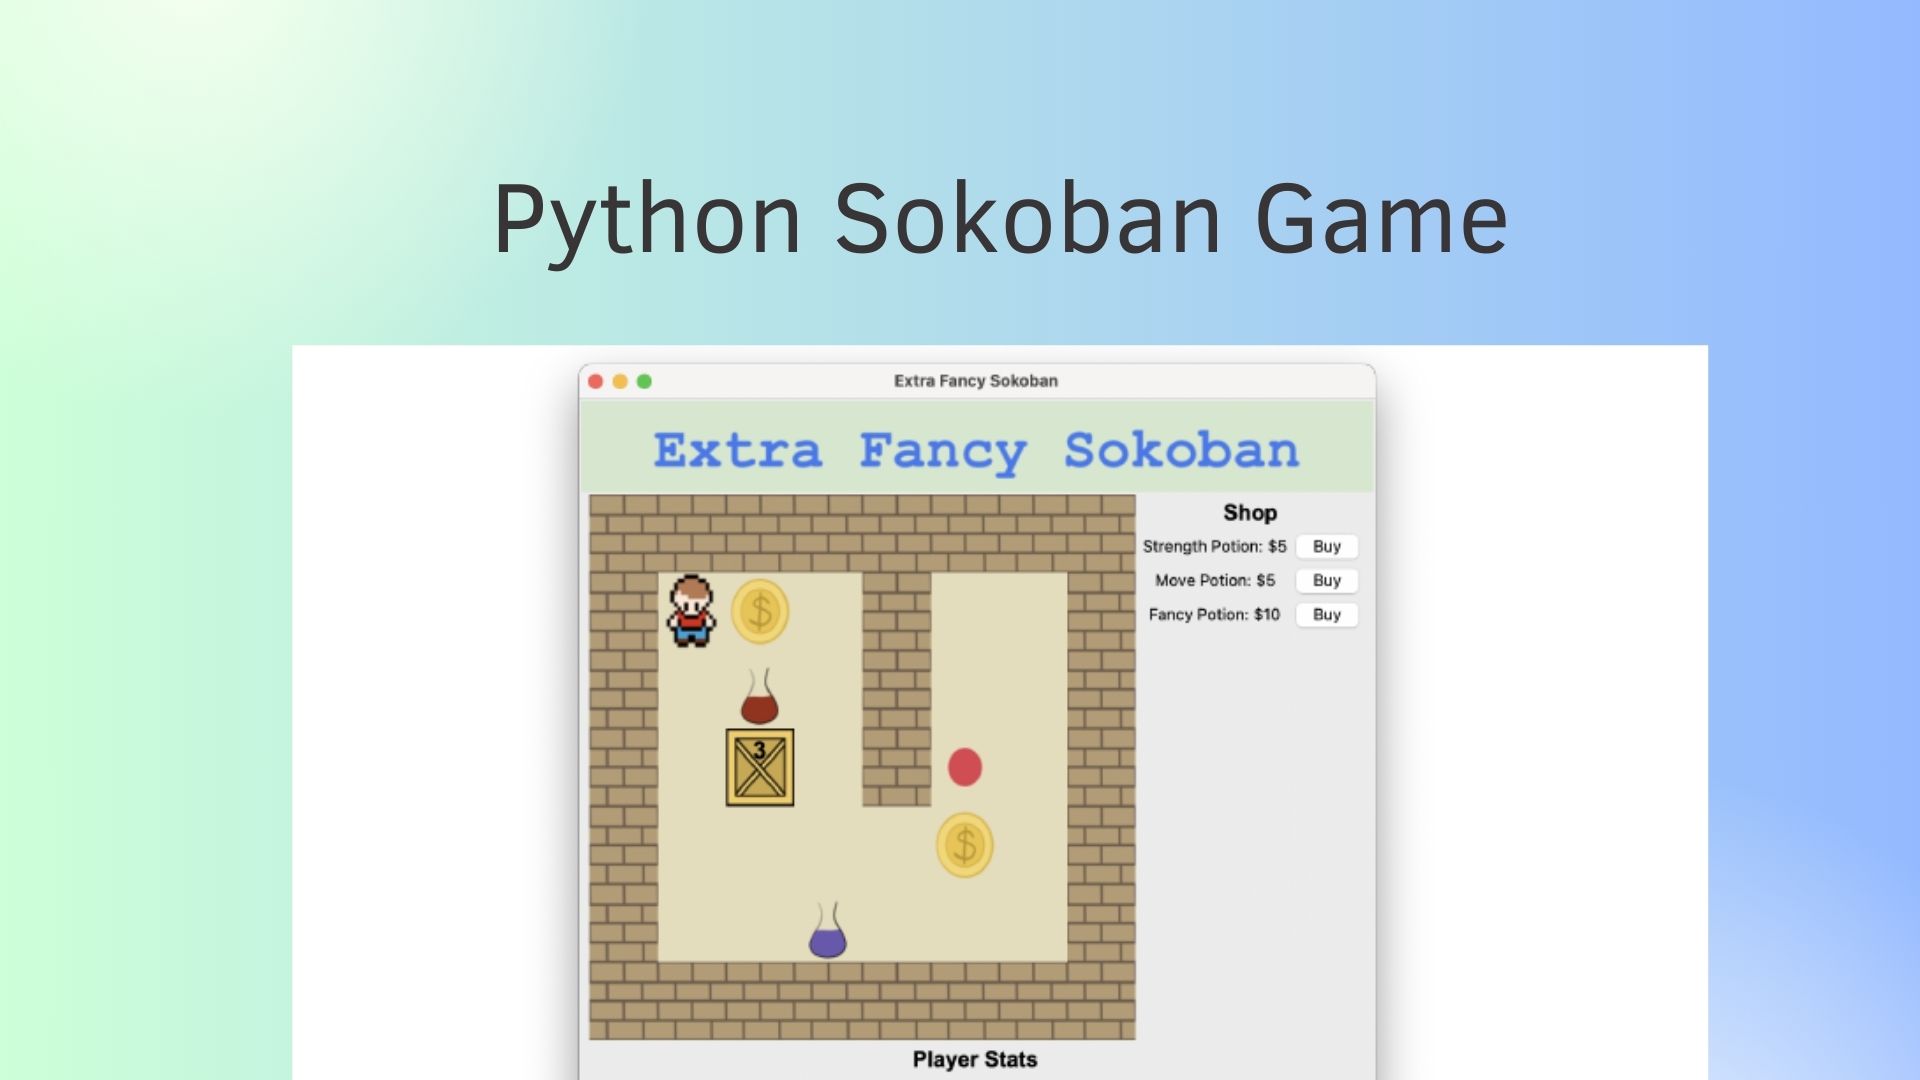 Python Sokoban Game
Extra Fancy Sokoban
Extra Fancy Sokoban
Shop
Strength Potion: $5 Buy
Move Potion: $5 Buy
Fancy Potion: $10 Buy
$
3
$
Player Stats